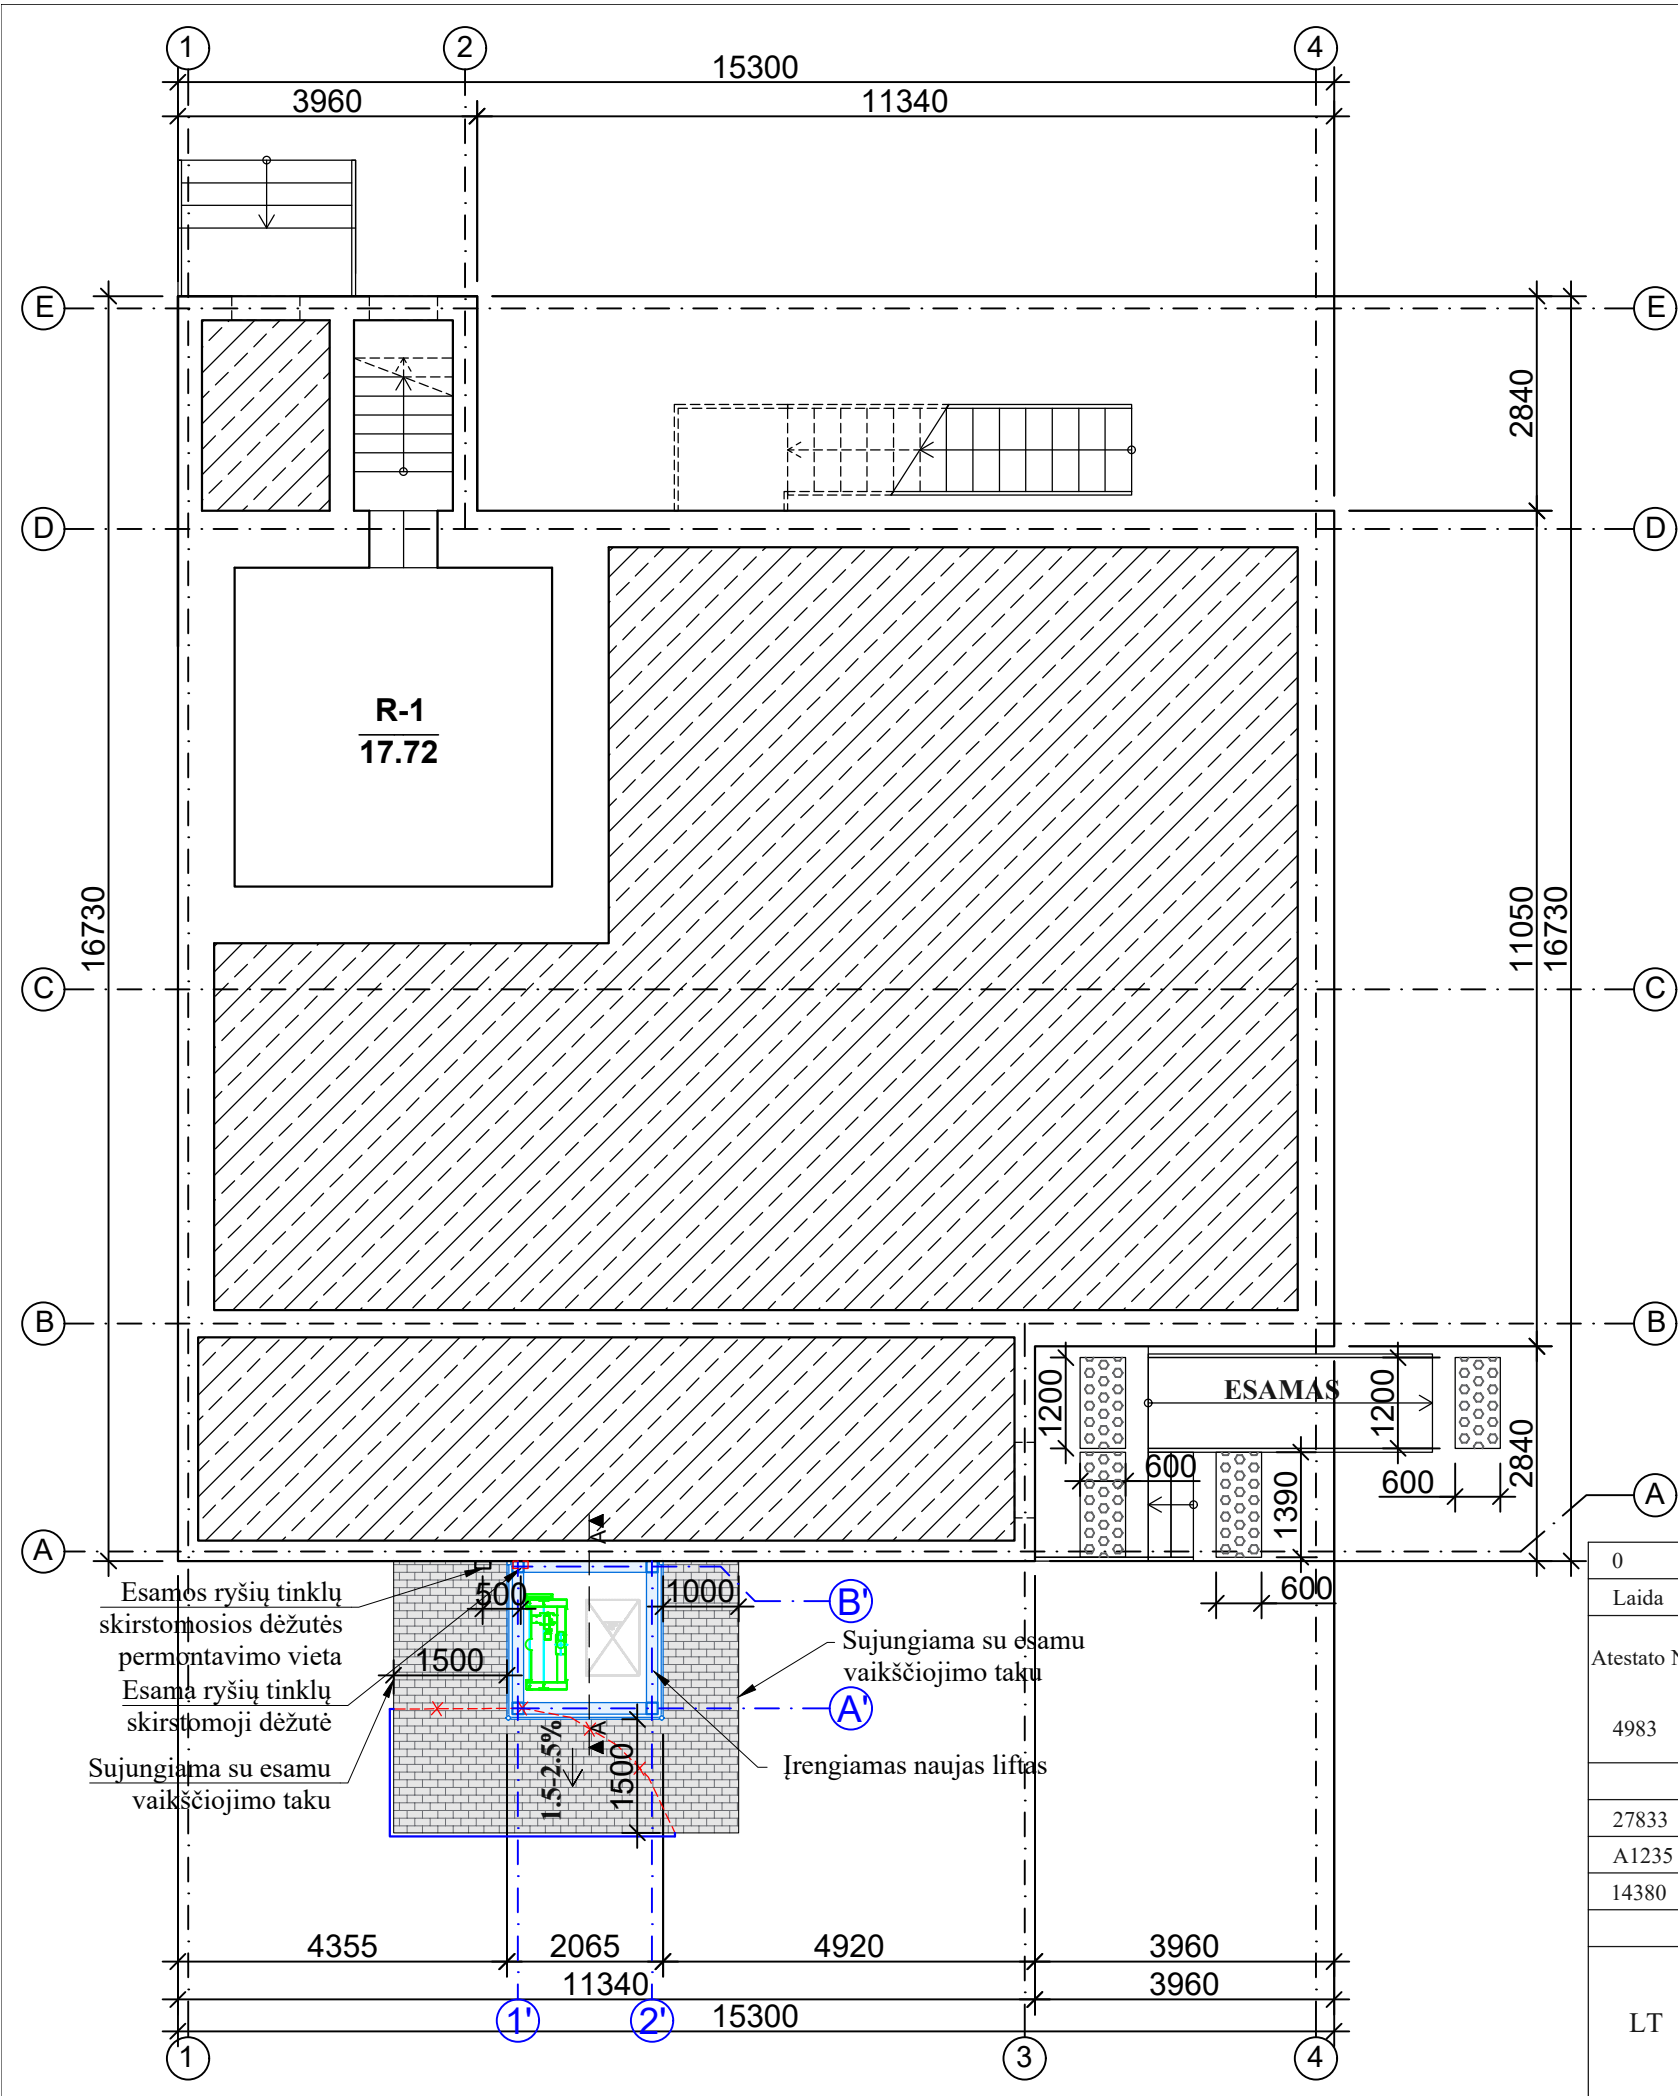 1
2
4
15300
3960
11340
E
E
2840
D
D
R-1
17.72
16730
11050
16730
C
C
B
B
1200
ESAMAS
1200
600
1390
600
2840
A
A
A
0
Laida
Atestato
4983
27833
A1235
14380
LT
Esamos ryšių tinklų
skirstomosios dėžutės
permontavimo vieta
500
1000
600
B'
Sujungiama su esamu
vaikščiojimo taku
1500
Esama ryšių tinklų
skirstomoji dėžutė
A'
A
1.5-2.5%
1500
Įrengiamas naujas liftas
Sujungiama su esamu
vaikščiojimo taku
4355
2065
4920
3960
11340
3960
1'
2'
15300
1
3
4